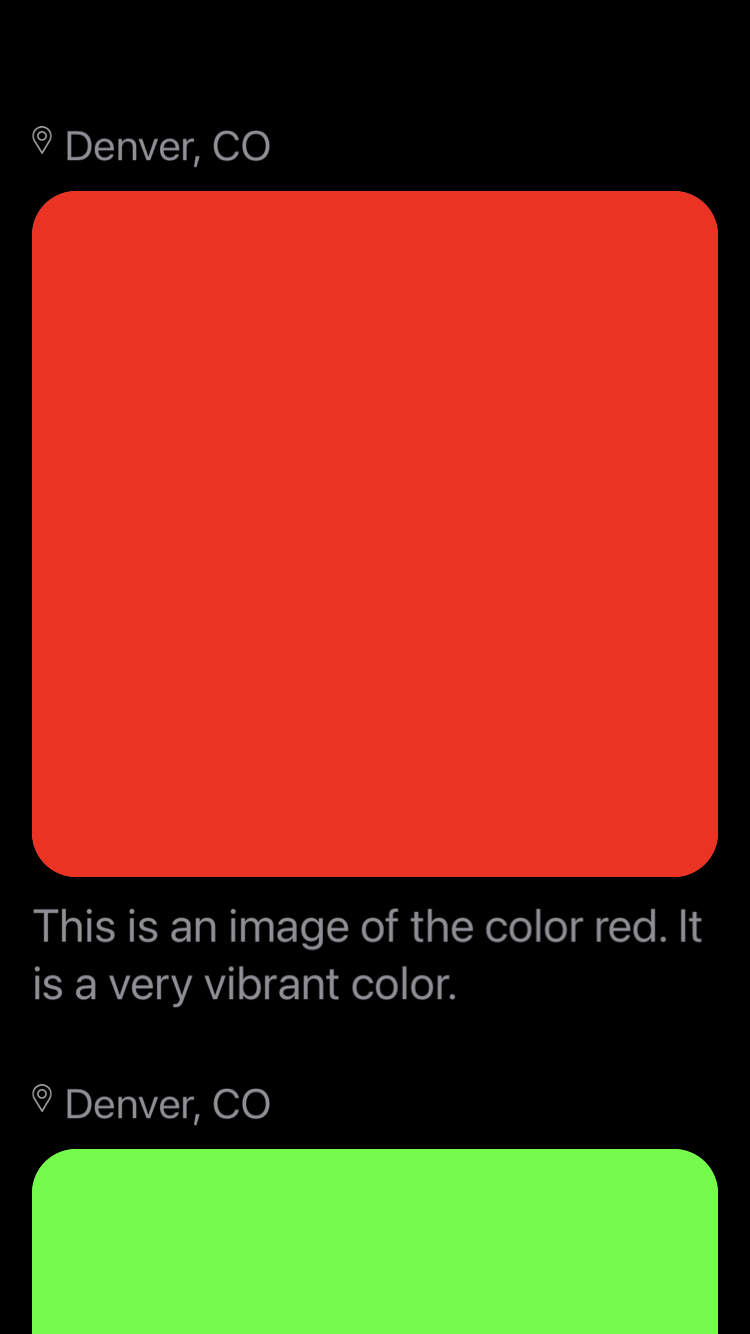 Denver, CO
This is an image of the color red. It
is a very vibrant color.
Denver, CO